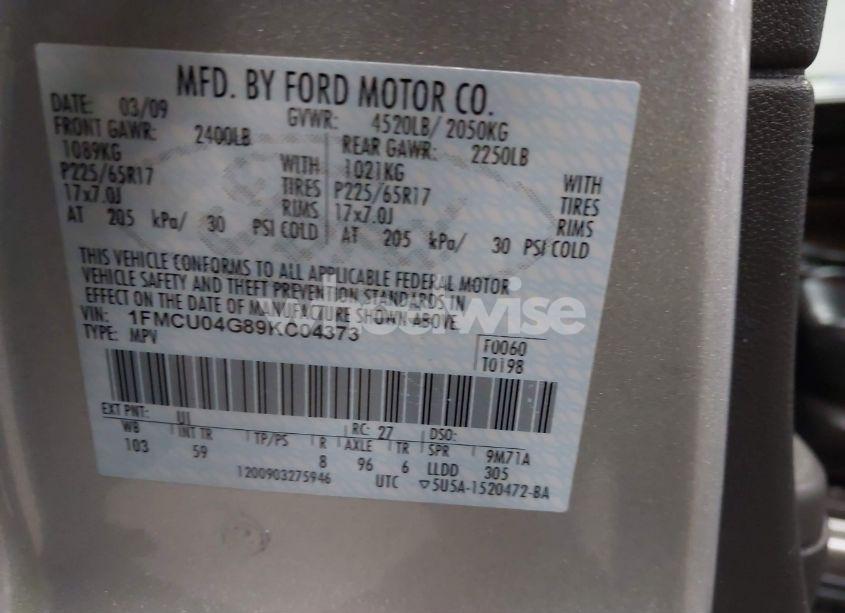 MFD. BY FORD MOTOR CO.
DATE: 03/09 GVWR: 4520LB/ 2050KG
FRONT GAWR: 2400LB REAR GAWR: 2250LB
1089KG WITH 1021KG WITH
P225/65R17 TIRES P225/65R17 TIRES
17x7.0J RIMS 17x7.0J RIMS
AT 205 kPa/ 30 PSI COLD AT 205 kPa/ 30 PSI COLD
THIS VEHICLE CONFORMS TO ALL APPLICABLE FEDERAL MOTOR
VEHICLE SAFETY AND THEFT PREVENTION STANDARDS IN
EFFECT ON THE DATE OF MANUFACTURE SHOWN ABOVE.
VIN: 1FMCU04G89KC04373
TYPE: MPV
F0060
T0198
EXT PNT: UJ RC: 27 DSO:
WB INT TR TP/PS R AXLE TR SPR 9M71A
103 59 8 96 6 LLDD 305
1200903275946 UTC ▽5U5A-1520472-BA